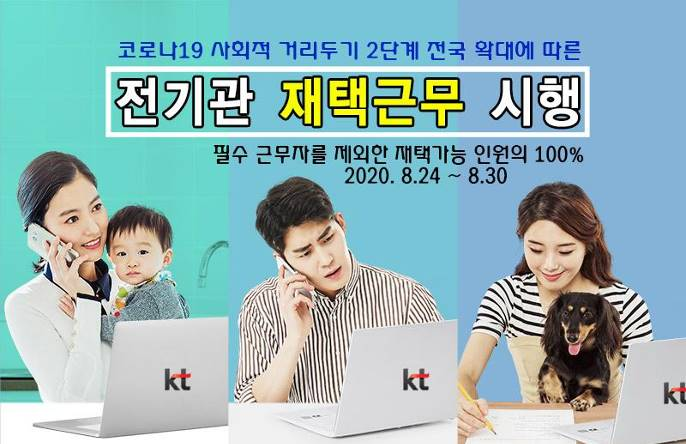 코로나19 사회적 거리두기 2단계 전국 확대에 따른
전기관 재택근무 시행
필수 근무자를 제외한 재택가능 인원의 100%
2020. 8.24 ~ 8.30
kt
kt
kt